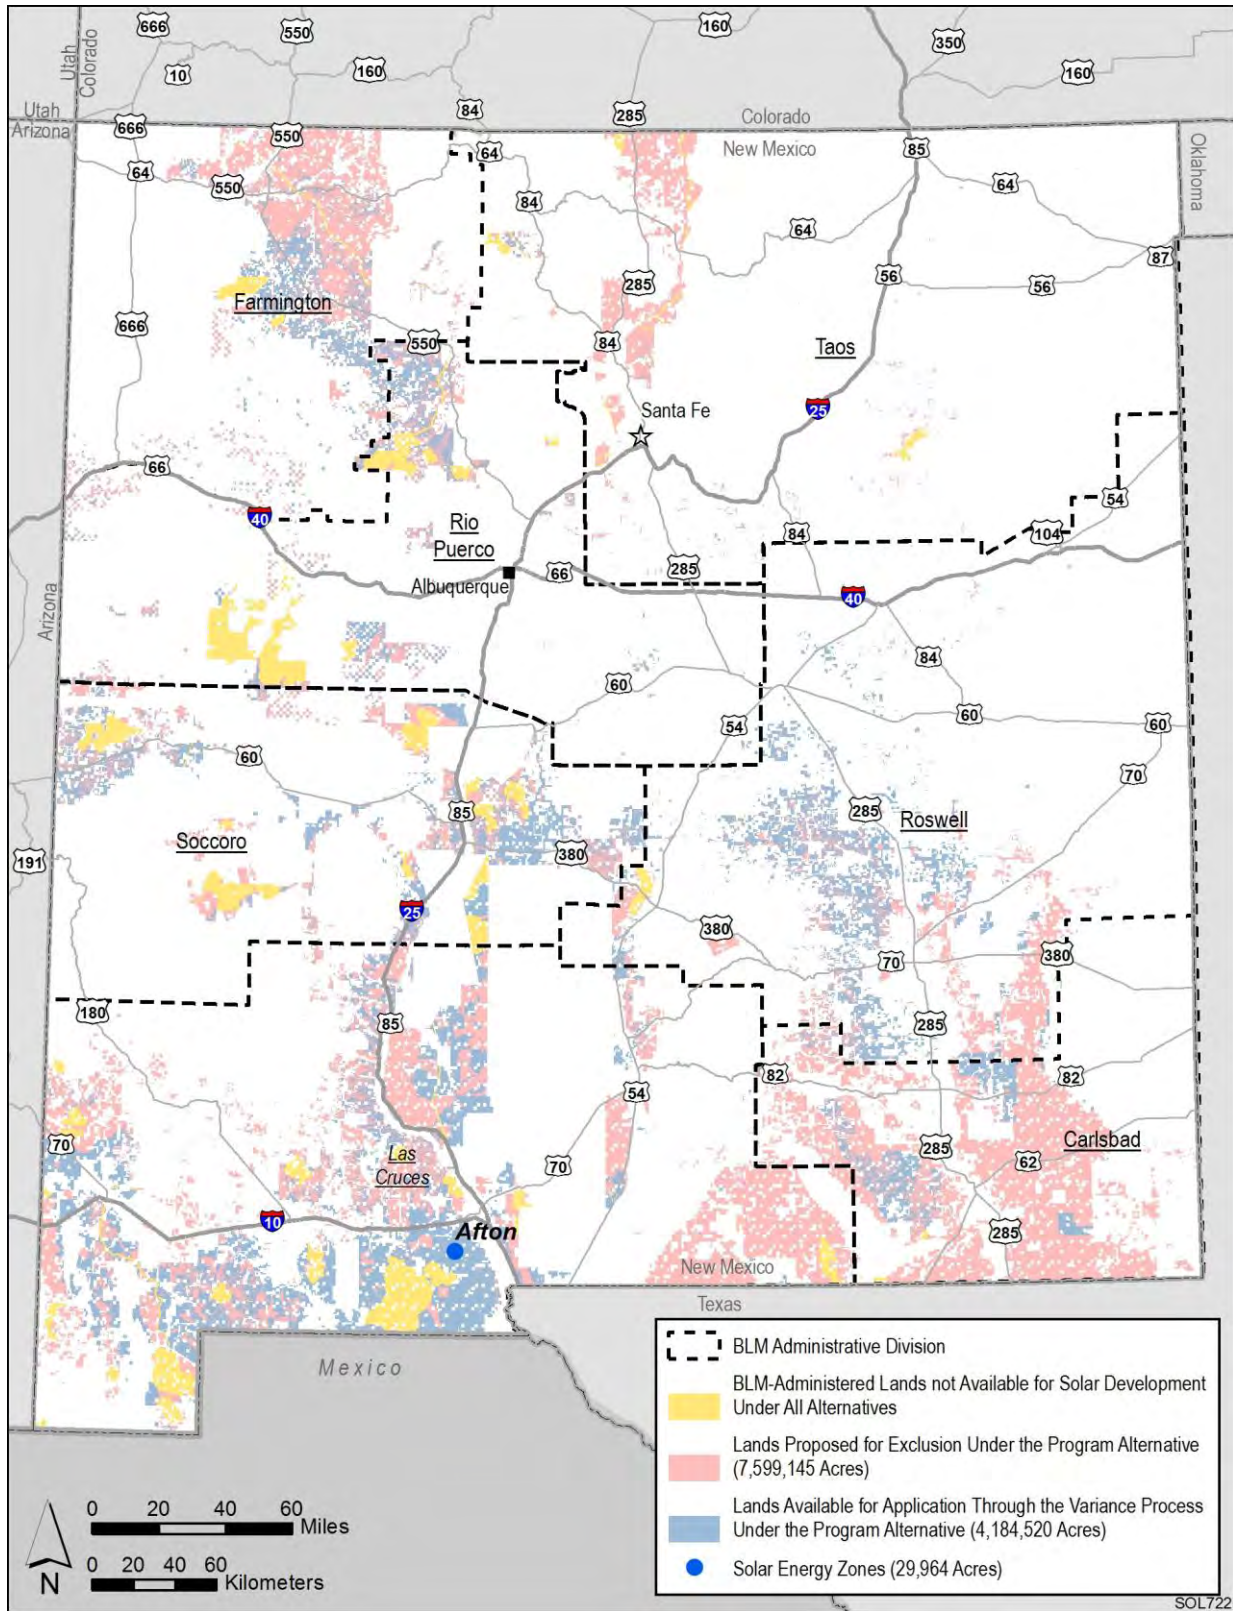 666
550
160
350
10
160
160
Utah
Colorado
84
285
Utah
Arizona
666
550
Colorado
New Mexico
85
Oklahoma
64
64
550
84
64
64
87
285
56
56
Farmington
666
550
84
Taos
Santa Fe
25
66
54
40
Rio
Puerco
84
104
285
Albuquerque
66
40
Arizona
84
60
60
54
60
60
70
85
285
Roswell
Soccoro
380
191
25
380
70
380
180
85
285
82
54
82
70
285
Carlsbad
70
62
Las
Cruces
10
Afton
285
New Mexico
Texas
Mexico
BLM Administrative Division
BLM-Administered Lands not Available for Solar Development
Under All Alternatives
Lands Proposed for Exclusion Under the Program Alternative
(7,599,145 Acres)
Lands Available for Application Through the Variance Process
Under the Program Alternative (4,184,520 Acres)
Solar Energy Zones (29,964 Acres)
0 20 40 60
Miles
0 20 40 60
Kilometers
N
SOL722